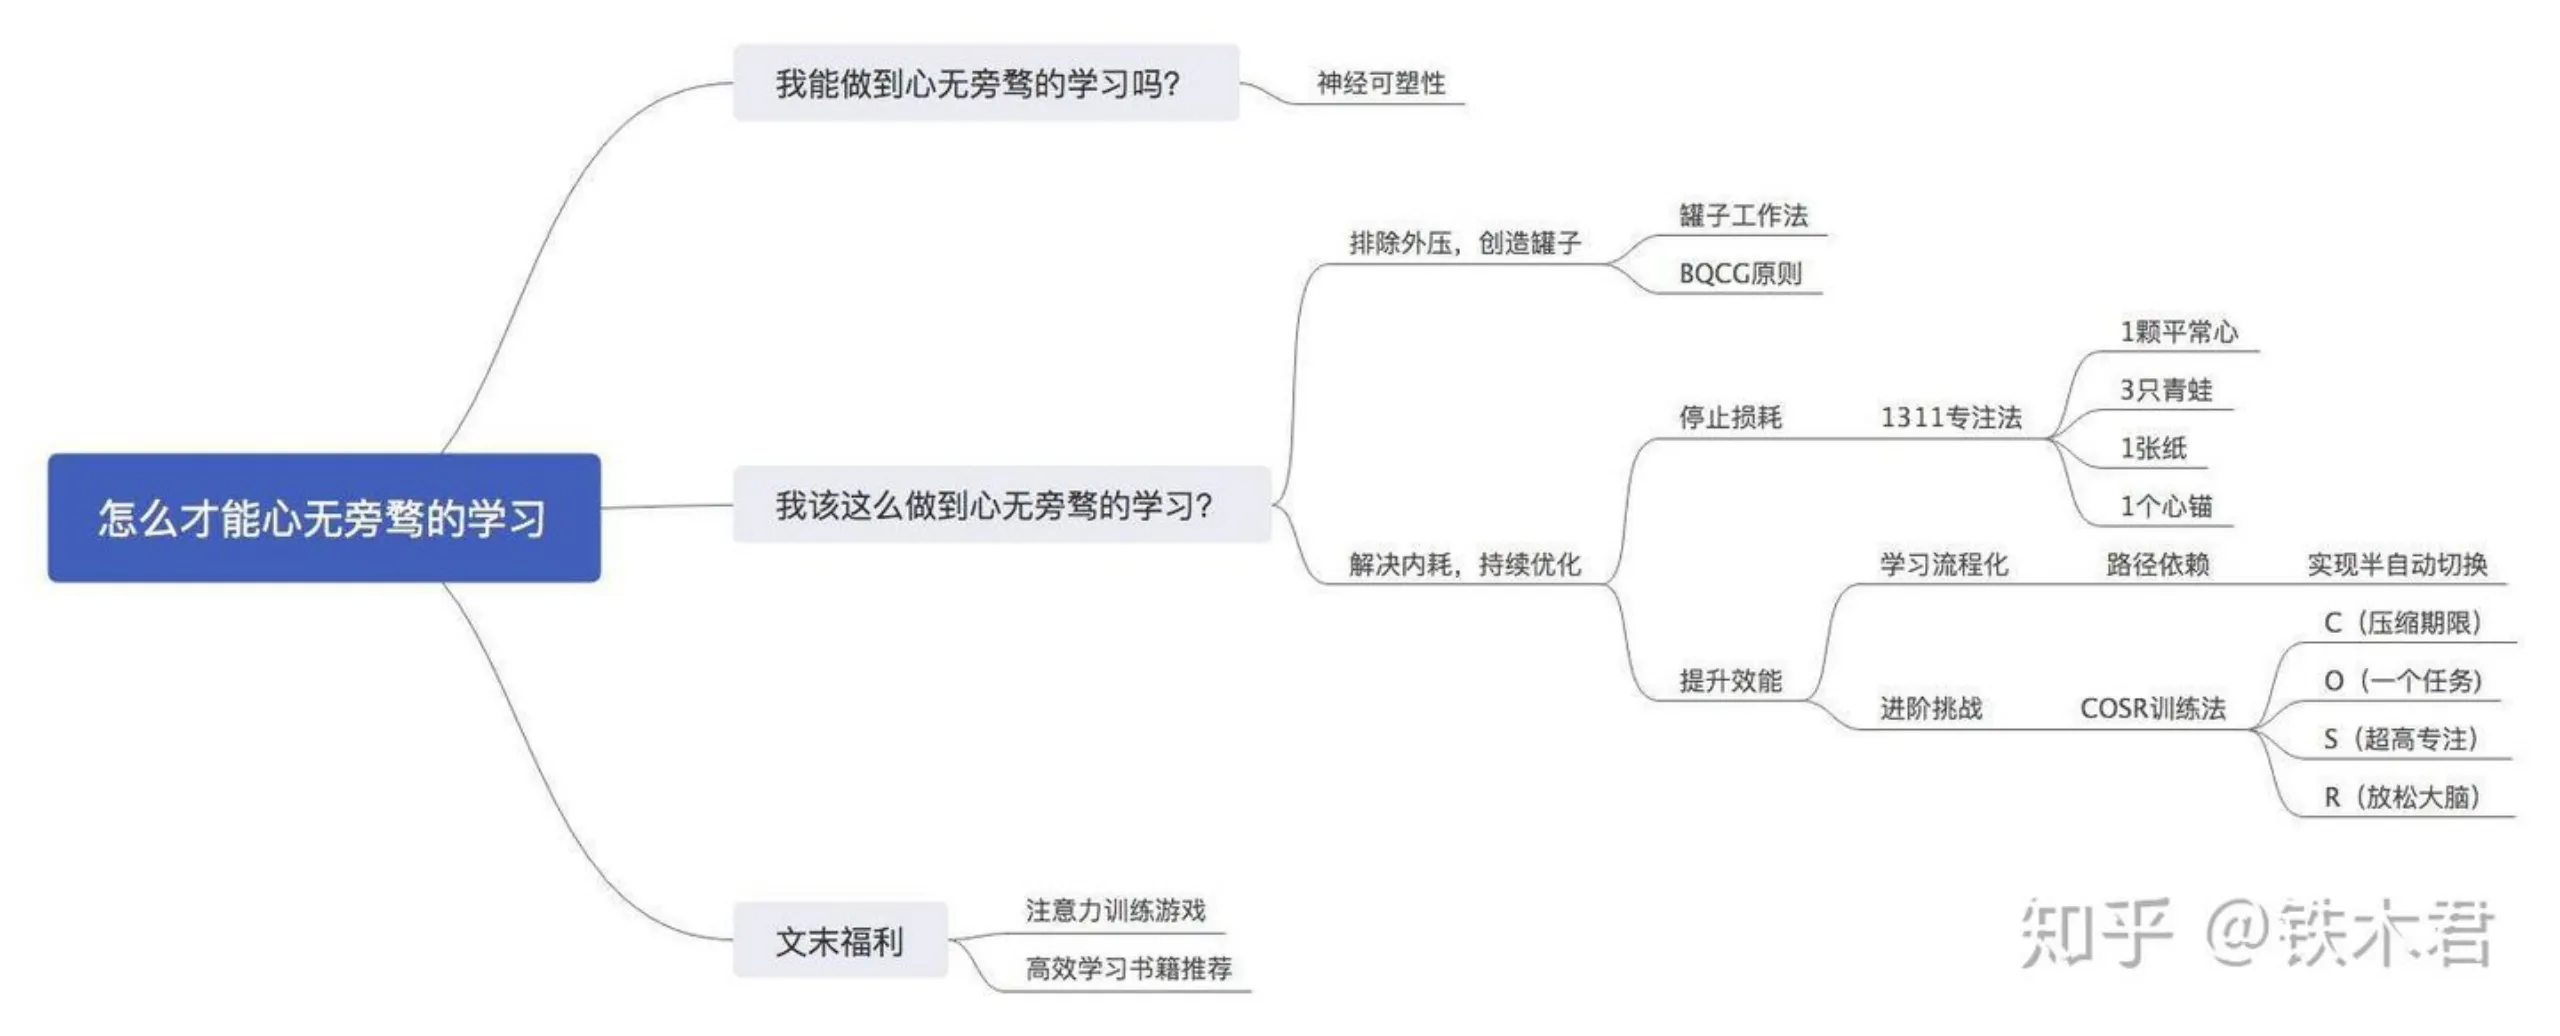 我能做到心无旁骛的学习吗？
神经可塑性
罐子工作法
排除外压，创造罐子
BQCG原则
1颗平常心
3只青蛙
停止损耗
1311专注法
1张纸
怎么才能心无旁骛的学习
我该这么做到心无旁骛的学习？
1个心锚
解决内耗，持续优化
学习流程化
路径依赖
实现半自动切换
C（压缩期限）
提升效能
O（一个任务)
进阶挑战
COSR训练法
S（超高专注）
R（放松大脑）
文末福利
注意力训练游戏
高效学习书籍推荐
知乎 @铁木君